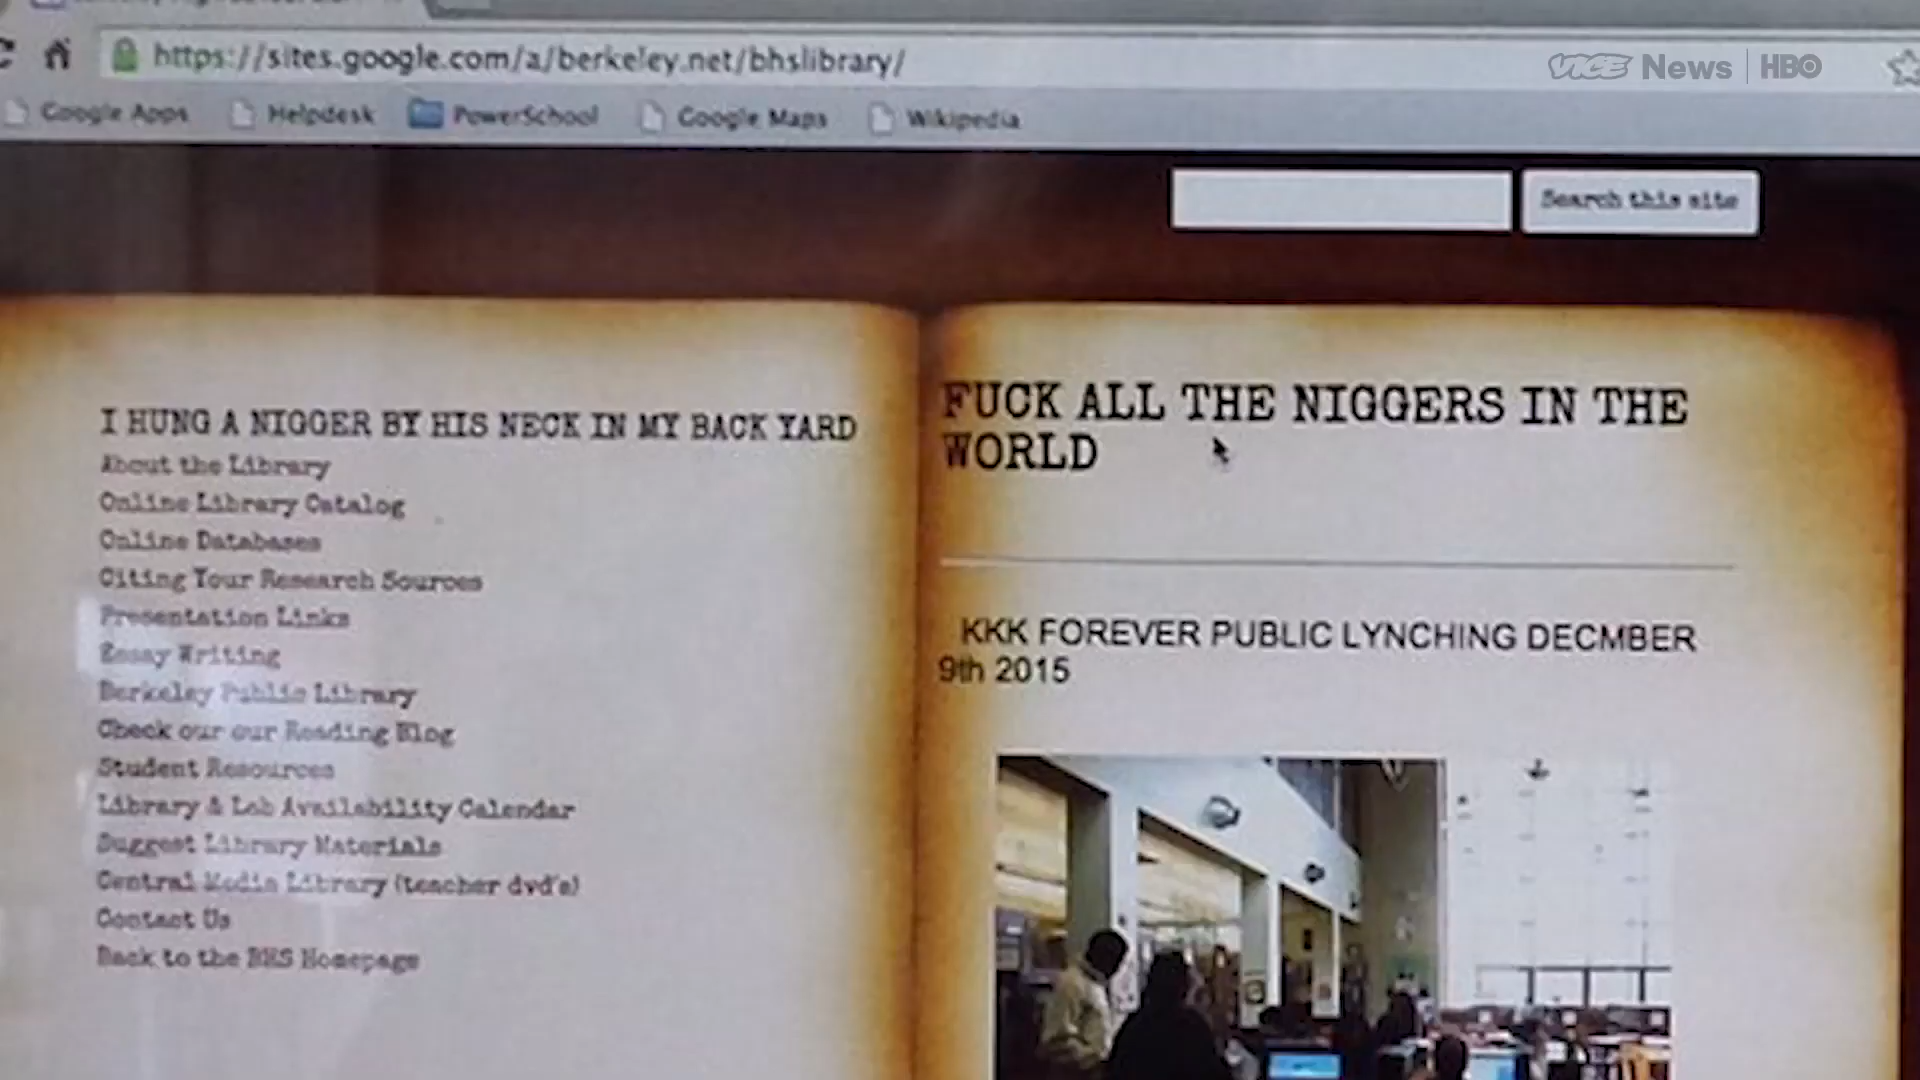 https://sites.google.com/a/berkeley.net/bhslibrary/
VICE News | HBO
Google Apps Helpdesk PowerSchool Google Maps Wikipedia
Search this site
I HUNG A NIGGER BY HIS NECK IN MY BACK YARD
About the Library
Online Library Catalog
Online Databases
Citing Your Research Sources
Presentation Links
Essay Writing
Berkeley Public Library
Check our our Reading Blog
Student Resources
Library & Lab Availability Calendar
Suggest Library Materials
Central Media Library (teacher dvd's)
Contact Us
Back to the BHS Homepage
FUCK ALL THE NIGGERS IN THE
WORLD
KKK FOREVER PUBLIC LYNCHING DECMBER
9th 2015